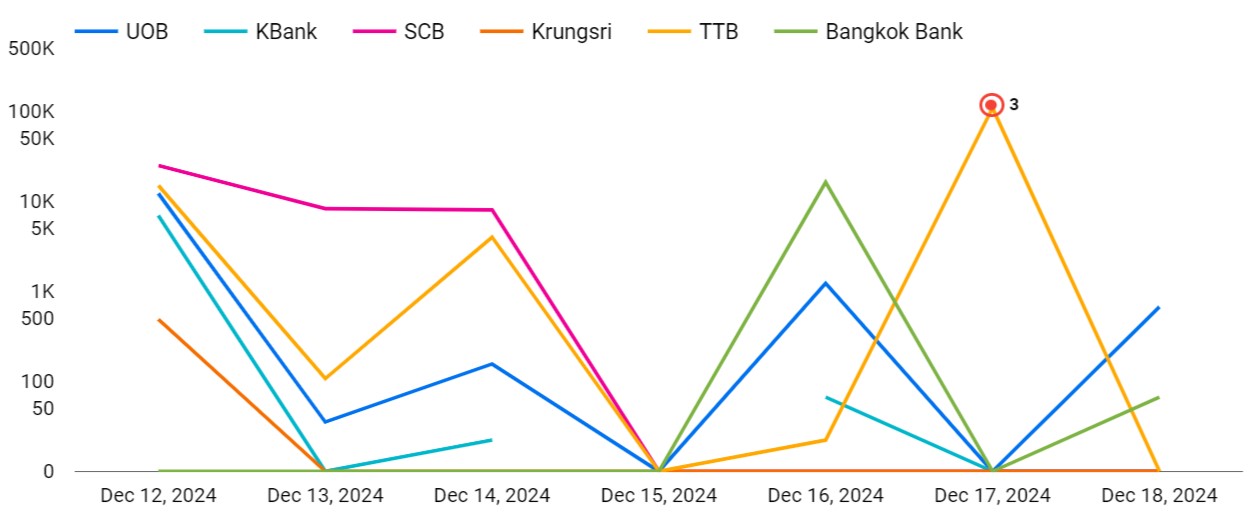 UOB KBank SCB Krungsri TTB Bangkok Bank
500K
100K
3
50K
10K
5K
1K
500
100
50
0
Dec 12, 2024 Dec 13, 2024 Dec 14, 2024 Dec 15, 2024 Dec 16, 2024 Dec 17, 2024 Dec 18, 2024